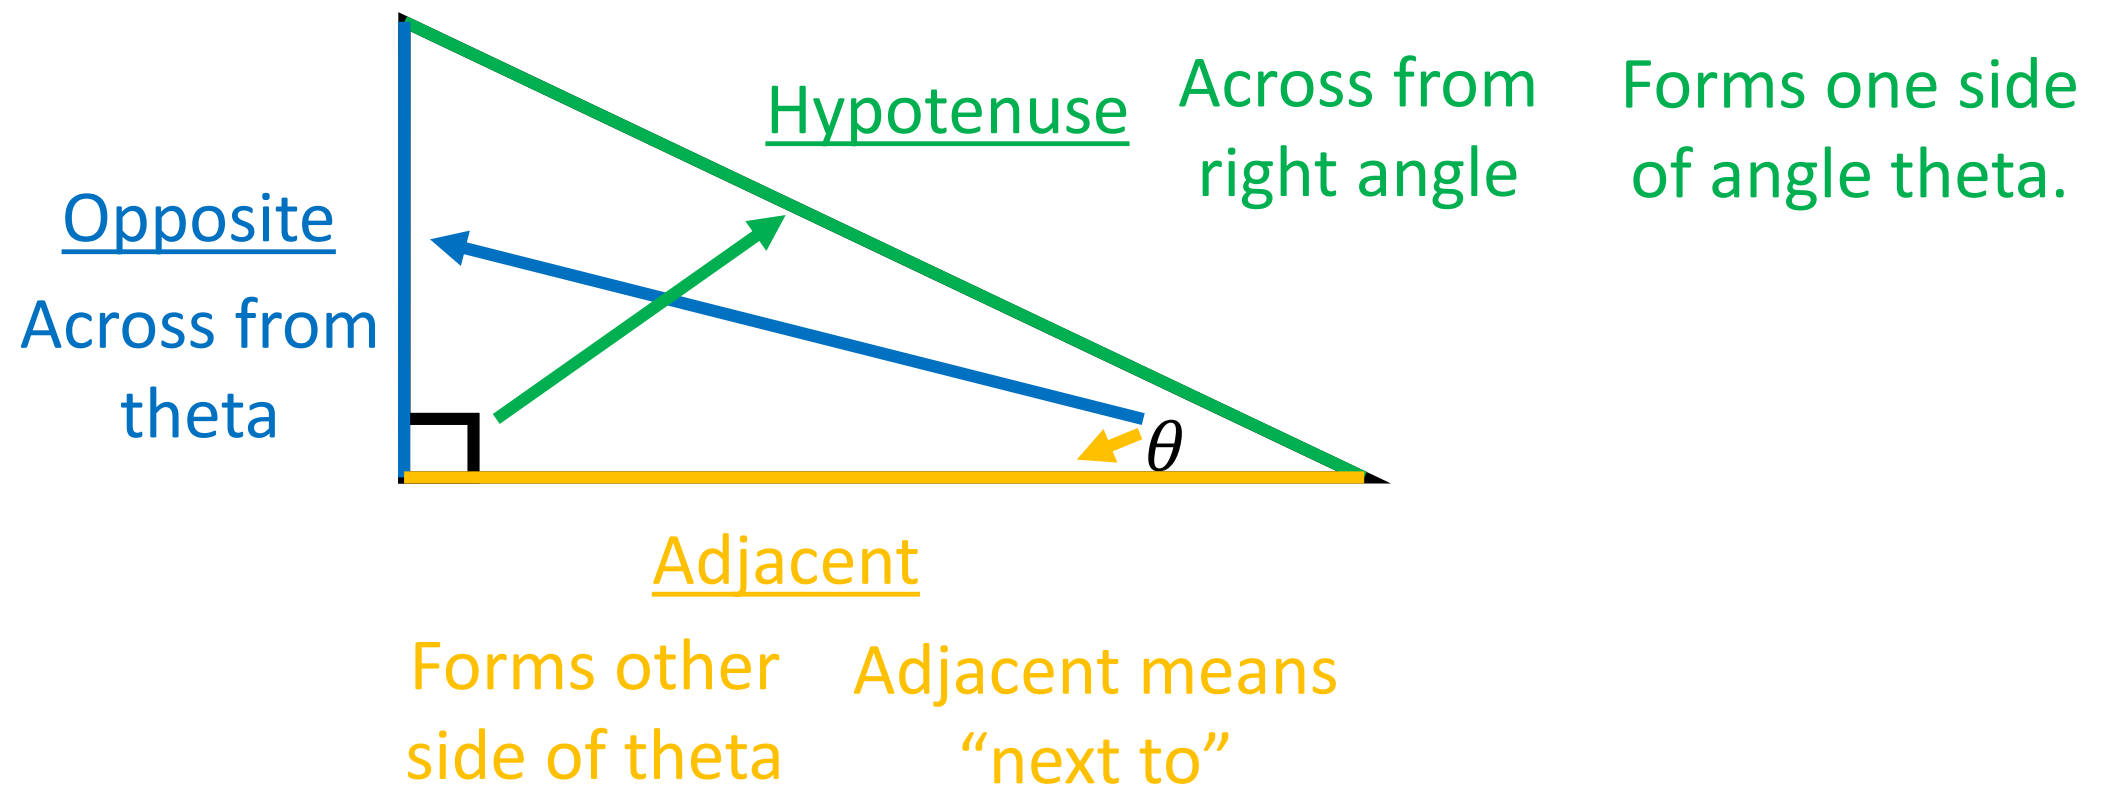 Hypotenuse
Across from
right angle
Forms one side
of angle theta.
Opposite
Across from
theta
θ
Adjacent
Forms other
side of theta
Adjacent means
“next to”